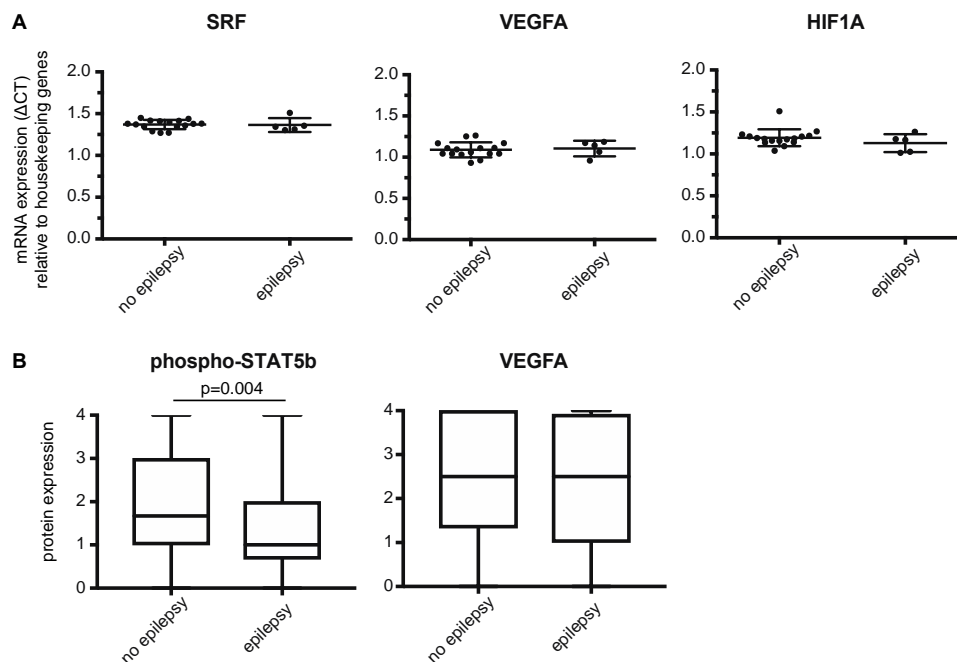 A
SRF
VEGFA
HIF1A
mRNA expression (ΔCT)
relative to housekeeping genes
2.0
1.5
1.0
0.5
0.0
no epilepsy
epilepsy
2.0
1.5
1.0
0.5
0.0
no epilepsy
epilepsy
2.0
1.5
1.0
0.5
0.0
no epilepsy
epilepsy
B
phospho-STAT5b
VEGFA
p=0.004
protein expression
4
3
2
1
0
no epilepsy
epilepsy
4
3
2
1
0
no epilepsy
epilepsy